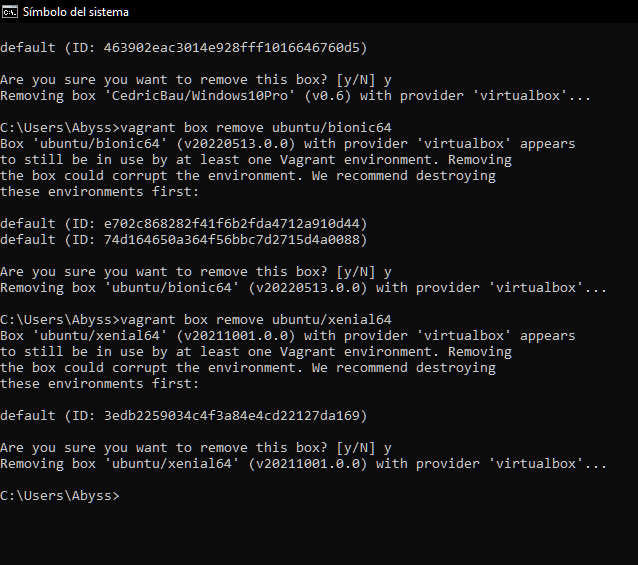 Símbolo del sistema
default (ID: 463902eac3014e928fff1016646760d5)
Are you sure you want to remove this box? [y/N] y
Removing box 'CedricBau/Windows10Pro' (v0.6) with provider 'virtualbox'...
C:\Users\Abyss>vagrant box remove ubuntu/bionic64
Box 'ubuntu/bionic64' (v20220513.0.0) with provider 'virtualbox' appears
to still be in use by at least one Vagrant environment. Removing
the box could corrupt the environment. We recommend destroying
these environments first:
default (ID: e702c868282f41f6b2fda4712a910d44)
default (ID: 74d164650a364f56bbc7d2715d4a0088)
Are you sure you want to remove this box? [y/N] y
Removing box 'ubuntu/bionic64' (v20220513.0.0) with provider 'virtualbox'...
C:\Users\Abyss>vagrant box remove ubuntu/xenial64
Box 'ubuntu/xenial64' (v20211001.0.0) with provider 'virtualbox' appears
to still be in use by at least one Vagrant environment. Removing
the box could corrupt the environment. We recommend destroying
these environments first:
default (ID: 3edb2259034c4f3a84e4cd22127da169)
Are you sure you want to remove this box? [y/N] y
Removing box 'ubuntu/xenial64' (v20211001.0.0) with provider 'virtualbox'...
C:\Users\Abyss>